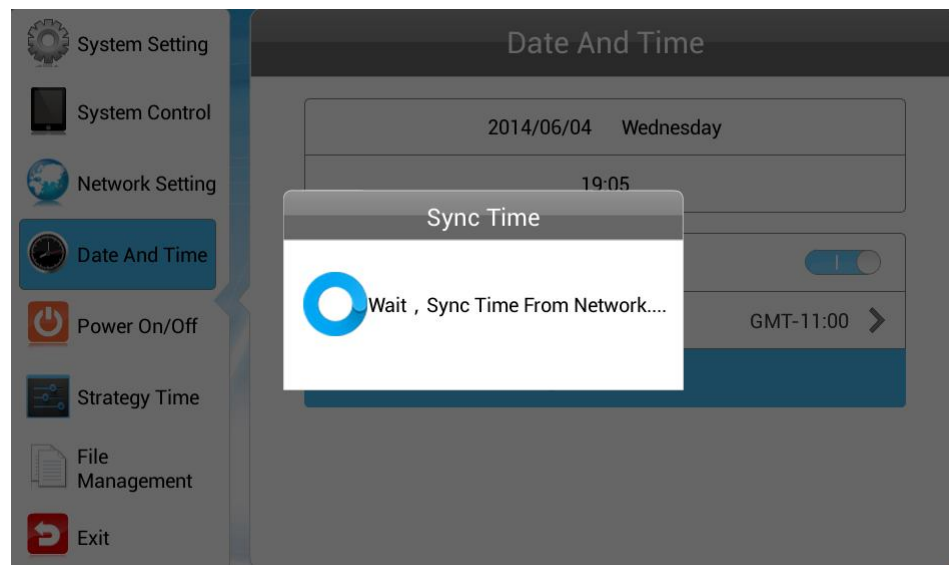 System Setting
System Control
Network Setting
Date And Time
Power On/Off
Strategy Time
File
Management
Exit
Date And Time
2014/06/04 Wednesday
19:05
Sync Time
Wait , Sync Time From Network....
GMT-11:00